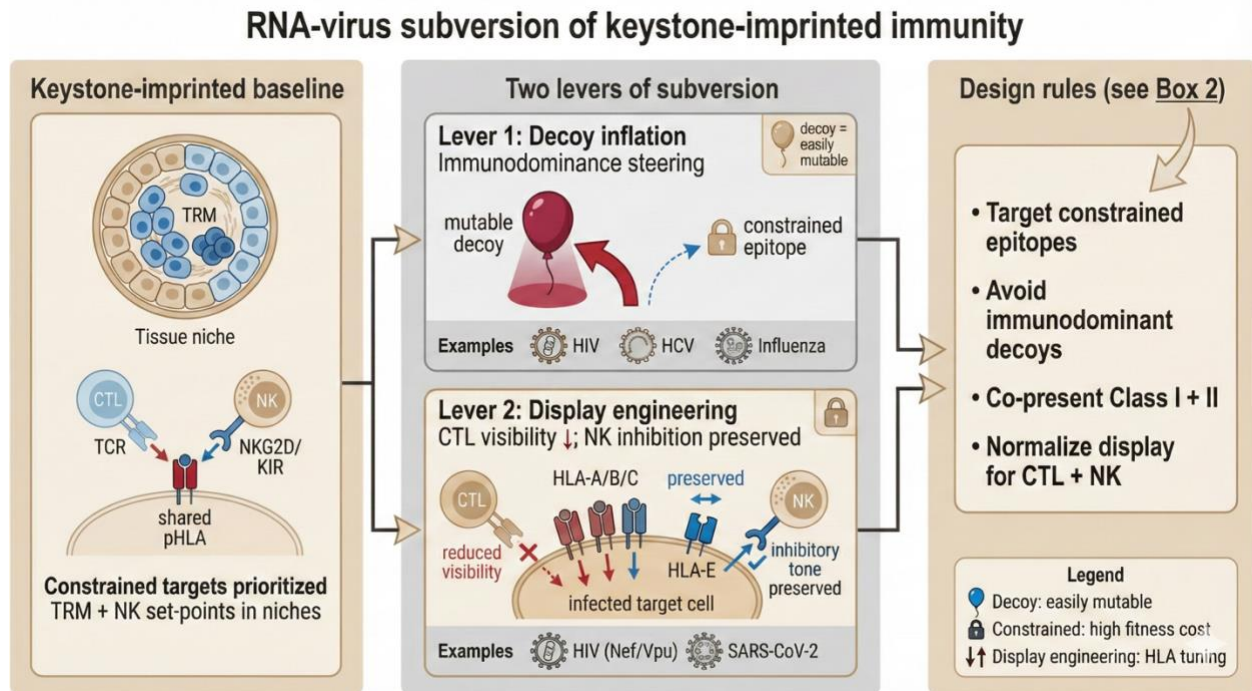 RNA-virus subversion of keystone-imprinted immunity
Keystone-imprinted baseline
TRM
Tissue niche
CTL
NK
TCR
NKG2D/
KIR
shared
pHLA
Constrained targets prioritized
TRM + NK set-points in niches
Two levers of subversion
Lever 1: Decoy inflation
Immunodominance steering
decoy =
easily
mutable
mutable
decoy
constrained
epitope
Examples
HIV
HCV
Influenza
Lever 2: Display engineering
CTL visibility ↓; NK inhibition preserved
CTL
HLA-A/B/C
preserved
NK
reduced
visibility
HLA-E
inhibitory
tone
preserved
infected target cell
Examples
HIV (Nef/Vpu)
SARS-CoV-2
Design rules (see Box 2)
• Target constrained
epitopes
• Avoid
immunodominant
decoys
• Co-present Class I + II
• Normalize display
for CTL + NK
Legend
Decoy: easily mutable
Constrained: high fitness cost
Display engineering: HLA tuning